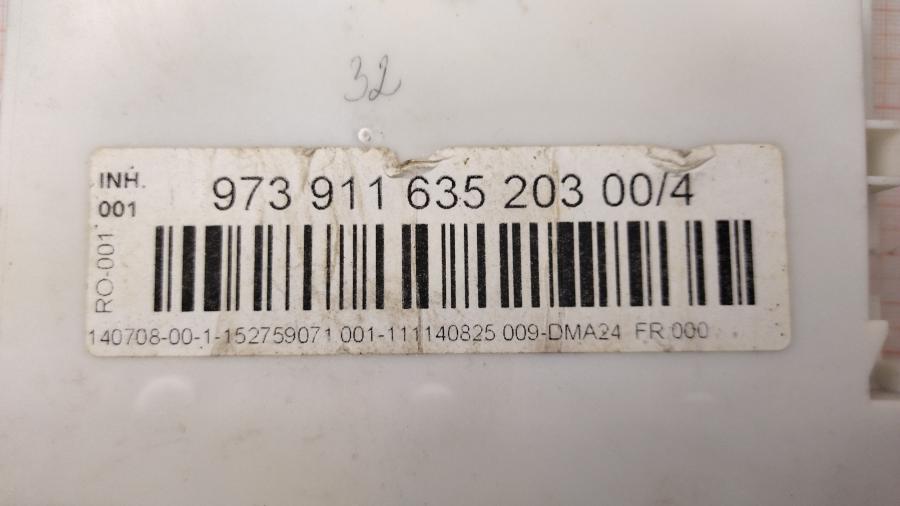 32
INH.
001
973 911 635 203 00/4
RO-001
140708-00-1-152759071 001-111140825 009-DMA24 FR 000